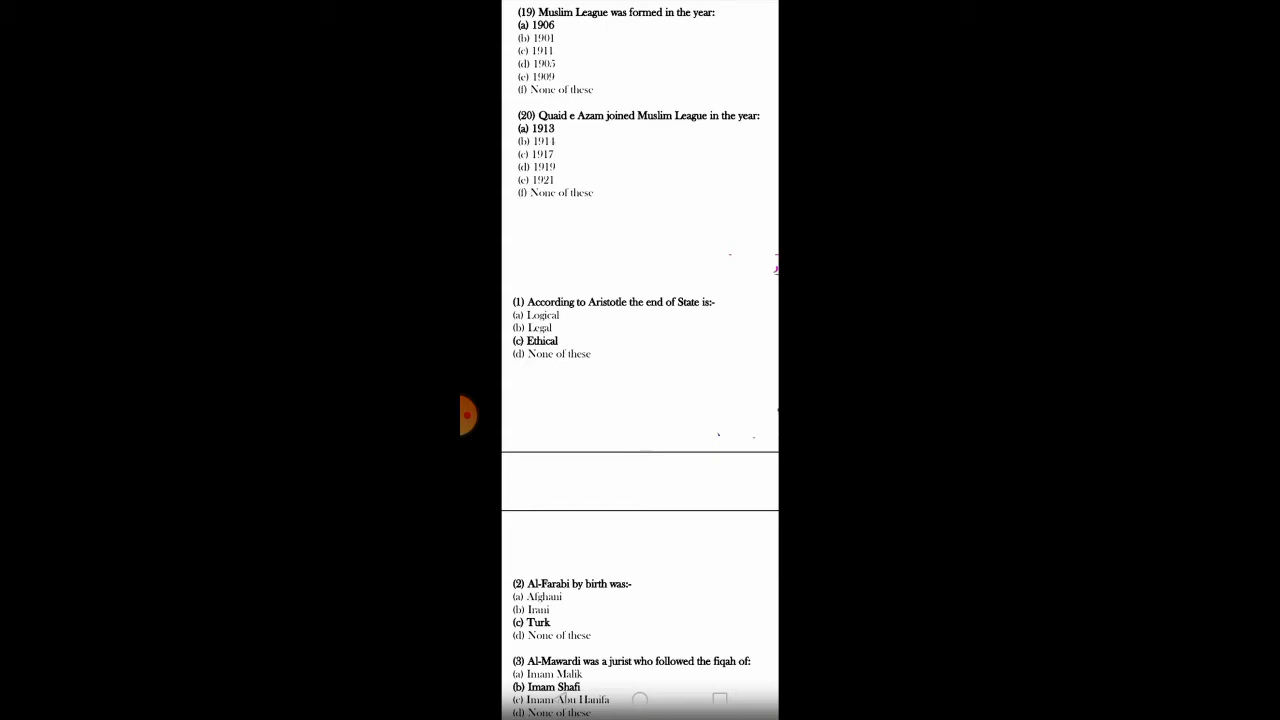 (19) Muslim League was formed in the year:
(a) 1906
(b) 1901
(c) 1911
(d) 1905
(e) 1909
(f) None of these
(20) Quaid e Azam joined Muslim League in the year:
(a) 1913
(b) 1914
(c) 1917
(d) 1919
(e) 1921
(f) None of these
(1) According to Aristotle the end of State is:-
(a) Logical
(b) Legal
(c) Ethical
(d) None of these
(2) Al-Farabi by birth was:-
(a) Afghani
(b) Irani
(c) Turk
(d) None of these
(3) Al-Mawardi was a jurist who followed the fiqah of:
(a) Imam Malik
(b) Imam Shafi
(c) Imam Abu Hanifa
(d) None of these